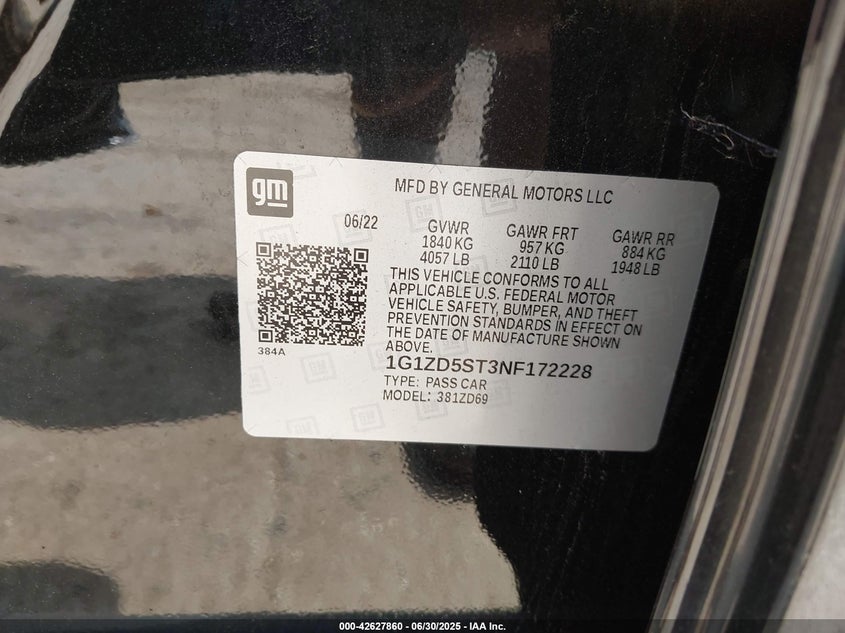 gm
MFD BY GENERAL MOTORS LLC
06/22
GVWR
1840 KG
4057 LB
GAWR FRT
957 KG
2110 LB
GAWR RR
884 KG
1948 LB
THIS VEHICLE CONFORMS TO ALL
APPLICABLE U.S. FEDERAL MOTOR
VEHICLE SAFETY, BUMPER, AND THEFT
PREVENTION STANDARDS IN EFFECT ON
THE DATE OF MANUFACTURE SHOWN
ABOVE.
384A
1G1ZD5ST3NF172228
TYPE: PASS CAR
MODEL: 381ZD69
000-42627860 - 06/30/2025 - IAA Inc.